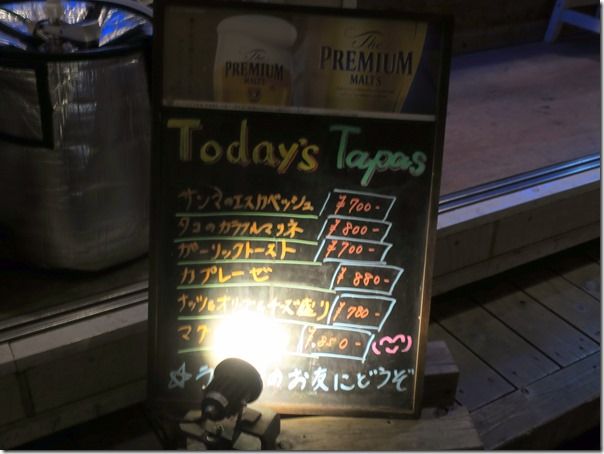 The PREMIUM MALT'S
The PREMIUM MALT'S
Today's Tapas
サンマのエスカベッシュ ¥700-
タコのカラフルマリネ ¥800-
ガーリックトースト ¥700-
カプレーゼ ¥880-
ナッツ&オリーブ&チーズ盛り ¥780-
マグ ¥850-
☆ラ のお友にどうぞ